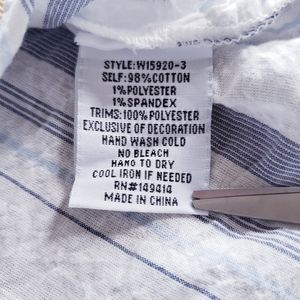 STYLE:W15920-3
SELF:98%COTTON
1%POLYESTER
1%SPANDEX
TRIMS:100%POLYESTER
EXCLUSIVE OF DECORATION
HAND WASH COLD
NO BLEACH
HANG TO DRY
COOL IRON IF NEEDED
RN#149414
MADE IN CHINA